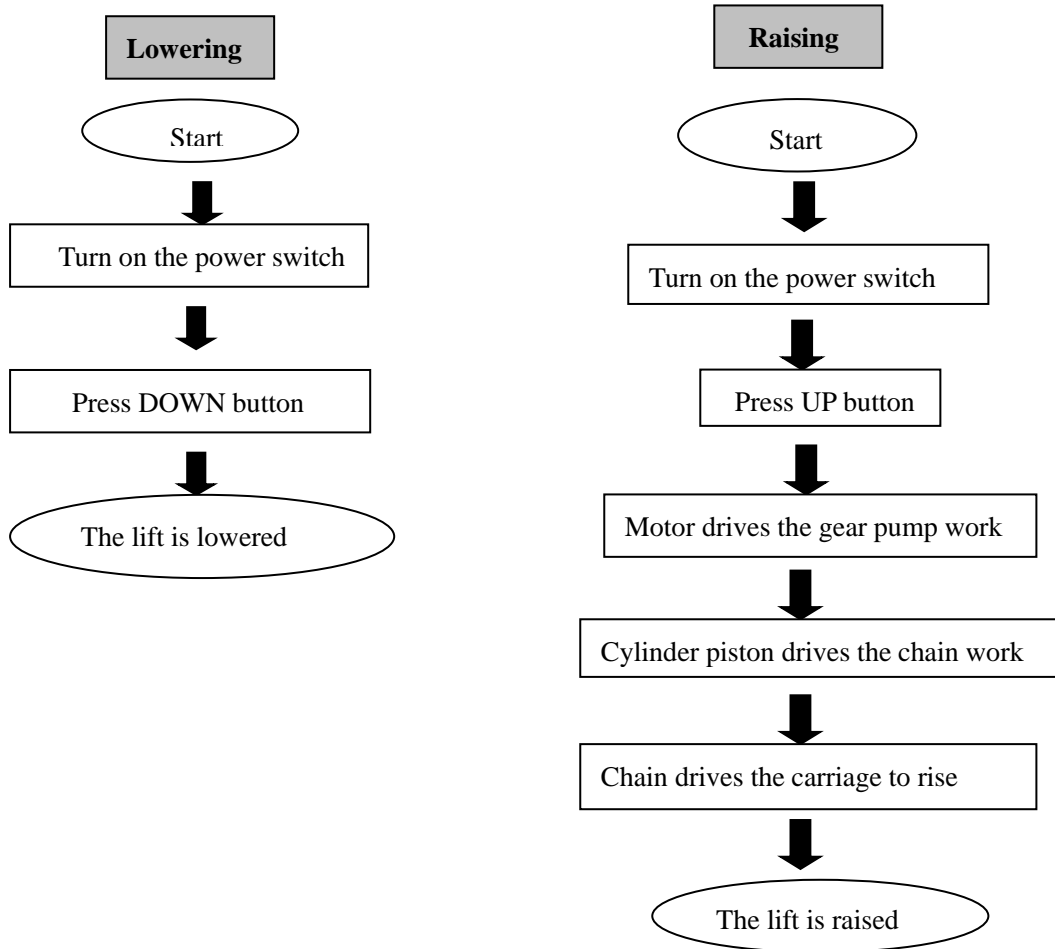 Lowering
Start
Turn on the power switch
Press DOWN button
The lift is lowered
Raising
Start
Turn on the power switch
Press UP button
Motor drives the gear pump work
Cylinder piston drives the chain work
Chain drives the carriage to rise
The lift is raised